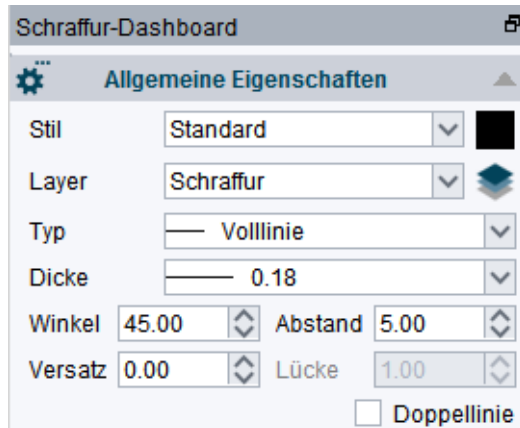 Schraffur-Dashboard
Allgemeine Eigenschaften
Stil Standard
Layer Schraffur
Typ Volllinie
Dicke 0.18
Winkel 45.00 Abstand 5.00
Versatz 0.00 Lücke 1.00
Doppellinie